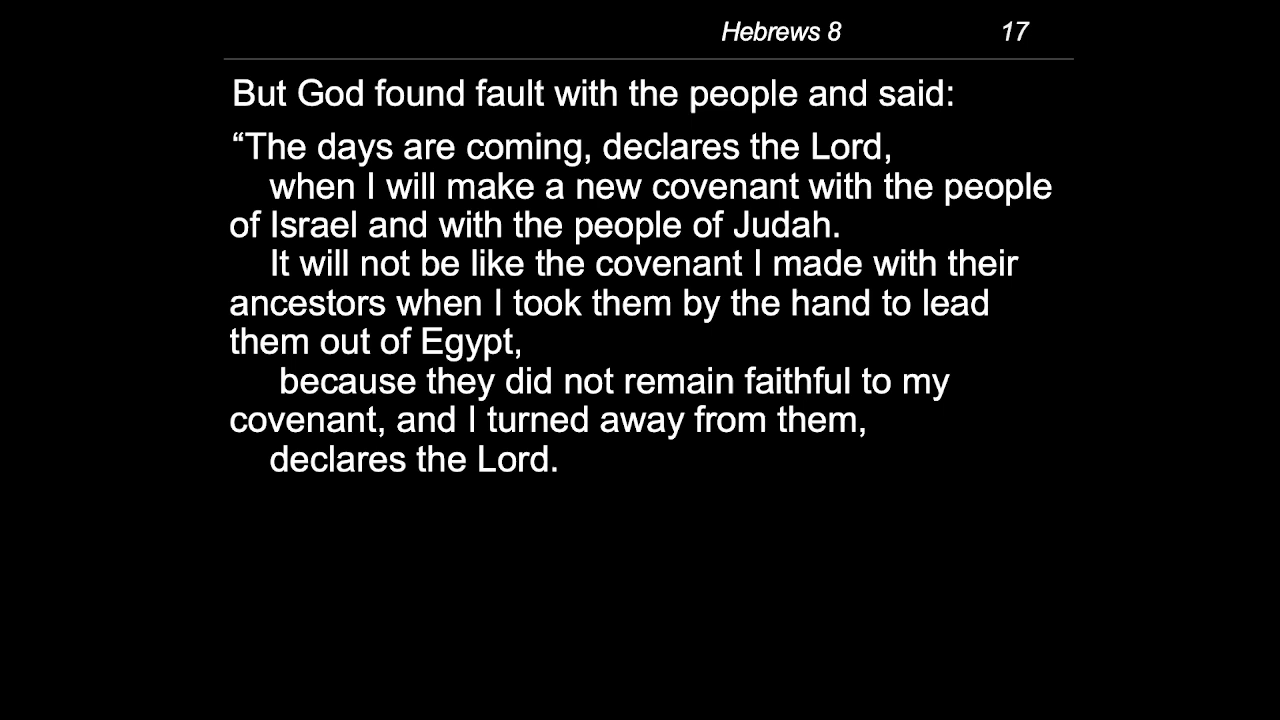 Hebrews 8 17
But God found fault with the people and said:
“The days are coming, declares the Lord,
when I will make a new covenant with the people
of Israel and with the people of Judah.
It will not be like the covenant I made with their
ancestors when I took them by the hand to lead
them out of Egypt,
because they did not remain faithful to my
covenant, and I turned away from them,
declares the Lord.